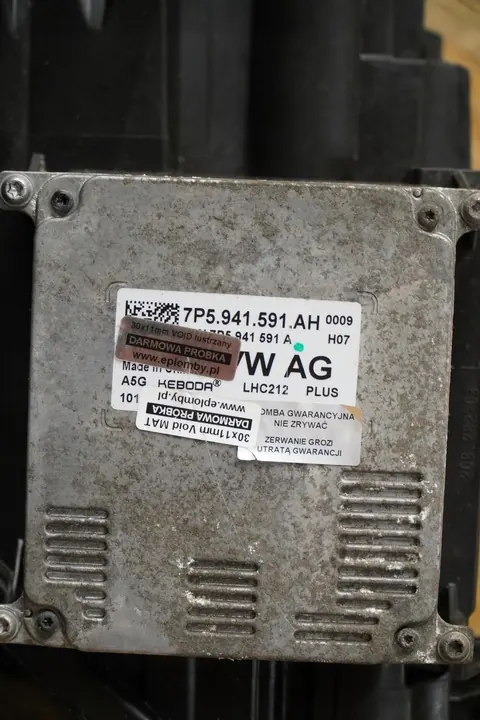 7P5.941.591.AH 0009
7P5 941 591 A H07
30x11mm VOID lustrzany
DARMOWA PRÓBKA
www.eplomby.pl
VW AG
Made in
A5G KEBODA® LHC212 PLUS
101
www.eplomby.pl
DARMOWA PRÓBKA
30x11mm Void MAT
OMBA GWARANCYJNA
NIE ZRYWAĆ
ZERWANIE GROZI
UTRATĄ GWARANCJI